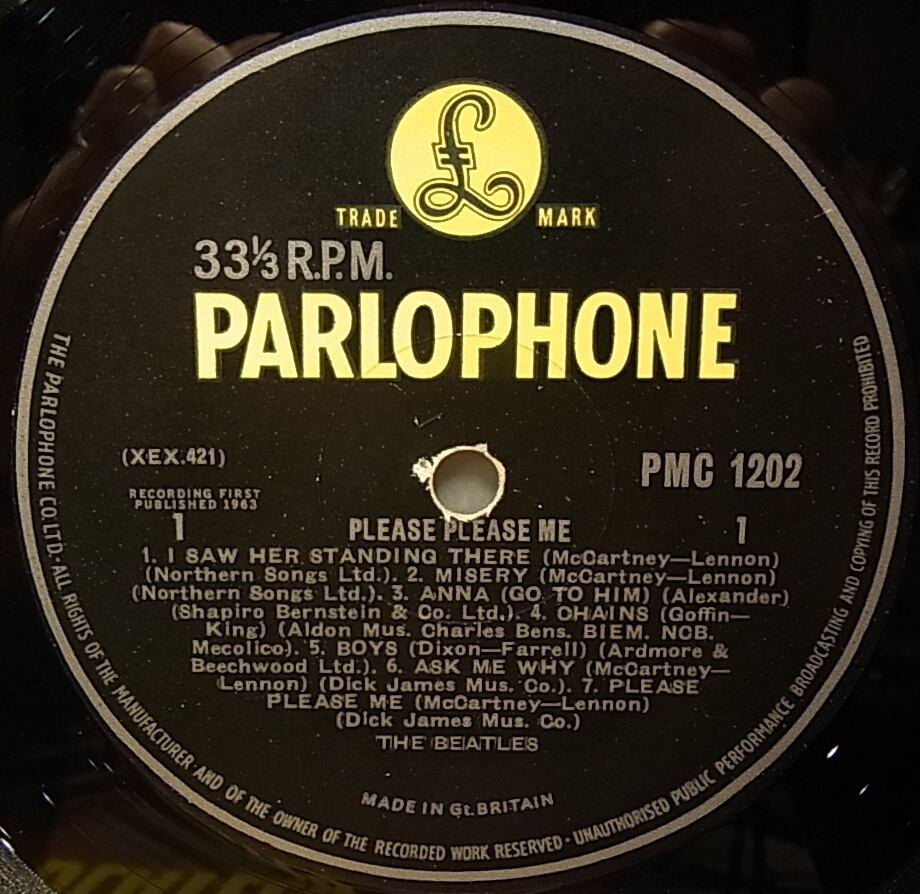 £
TRADE MARK
33⅓ R.P.M.
PARLOPHONE
(XEX.421)
PMC 1202
RECORDING FIRST
PUBLISHED 1963
1 PLEASE PLEASE ME 1
1. I SAW HER STANDING THERE (McCartney—Lennon)
(Northern Songs Ltd.). 2. MISERY (McCartney—Lennon)
(Northern Songs Ltd.). 3. ANNA (GO TO HIM) (Alexander)
(Shapiro Bernstein & Co. Ltd.). 4. CHAINS (Goffin—
King) (Aldon Mus. Charles Bens. BIEM. NCB.
Mecolico). 5. BOYS (Dixon—Farrell) (Ardmore &
Beechwood Ltd.). 6. ASK ME WHY (McCartney—
Lennon) (Dick James Mus. Co.). 7. PLEASE
PLEASE ME (McCartney—Lennon)
(Dick James Mus. Co.)
THE BEATLES
MADE IN Gt. BRITAIN
THE PARLOPHONE CO. LTD · ALL RIGHTS OF THE MANUFACTURER AND OF THE OWNER OF THE RECORDED WORK RESERVED · UNAUTHORISED PUBLIC PERFORMANCE BROADCASTING AND COPYING OF THIS RECORD PROHIBITED